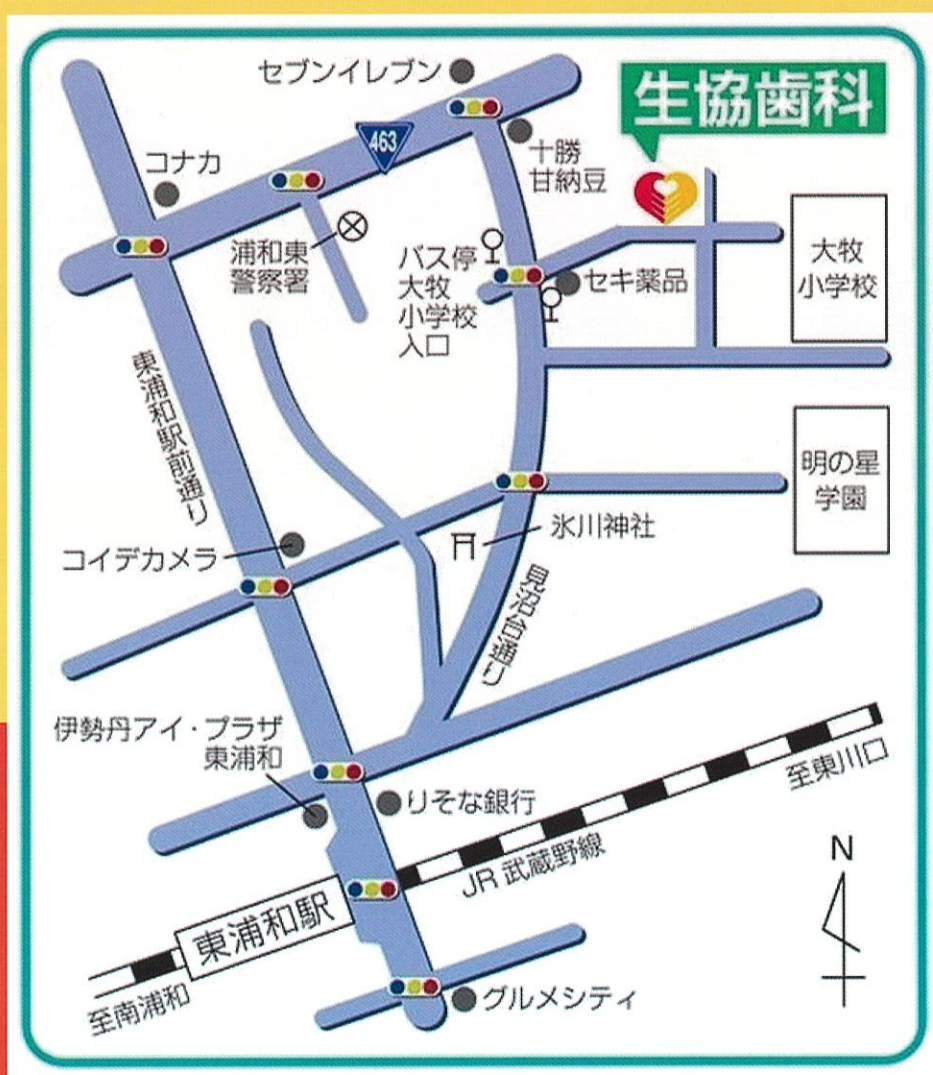 セブンイレブン
生協歯科
463
コナカ
十勝
甘納豆
浦和東
警察署
バス停
大牧
小学校
入口
セキ薬品
大牧
小学校
東浦和駅前通り
明の星
学園
コイデカメラ
氷川神社
見沼台通り
伊勢丹アイ・プラザ
東浦和
りそな銀行
至東川口
JR 武蔵野線
N
東浦和駅
至南浦和
グルメシティ